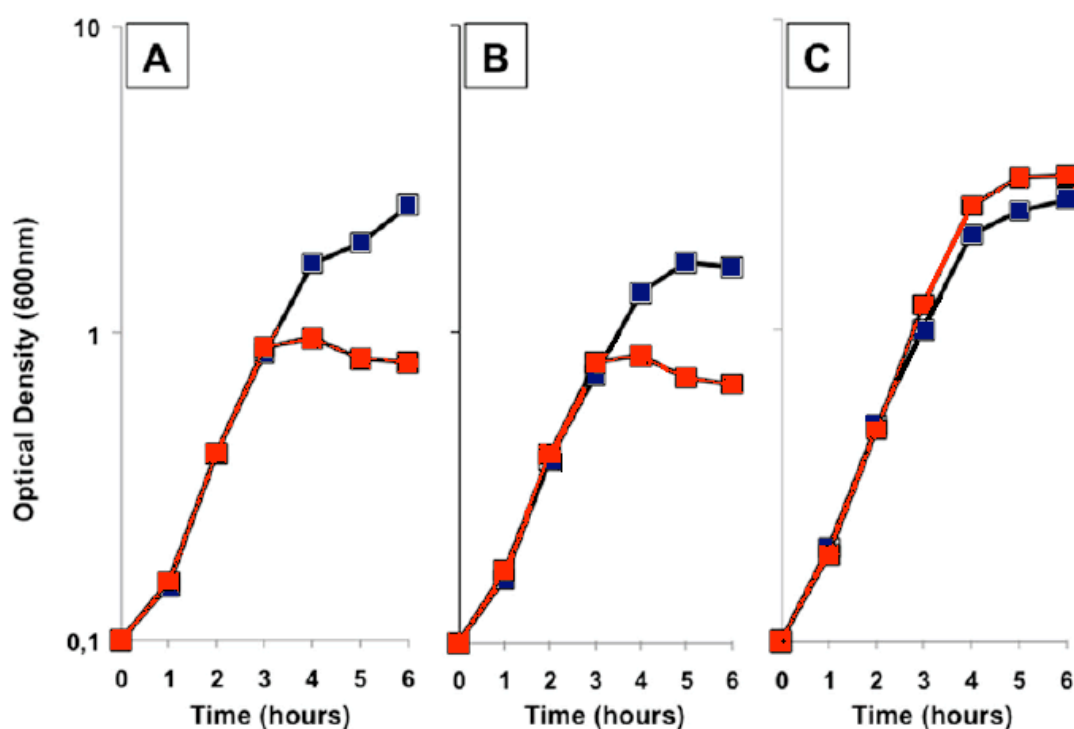 A
B
C
10
1
0,1
Optical Density (600nm)
0 1 2 3 4 5 6
0 1 2 3 4 5 6
0 1 2 3 4 5 6
Time (hours)
Time (hours)
Time (hours)